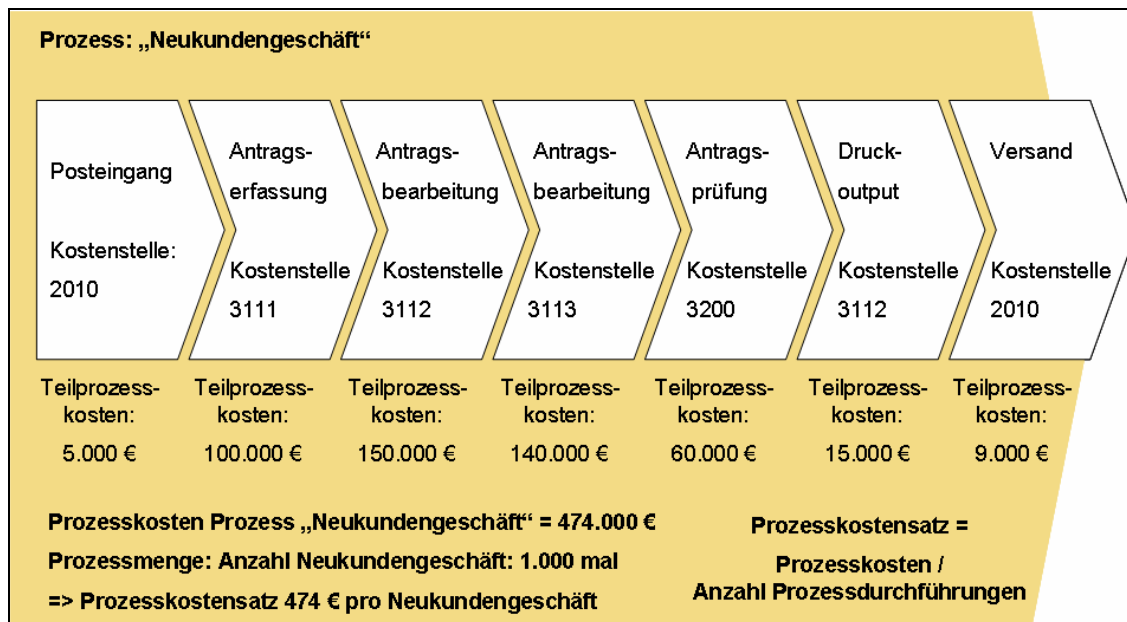 Prozess: „Neukundengeschäft“
Posteingang
Kostenstelle:
2010
Antrags-
erfassung
Kostenstelle
3111
Antrags-
bearbeitung
Kostenstelle
3112
Antrags-
bearbeitung
Kostenstelle
3113
Antrags-
prüfung
Kostenstelle
3200
Druck-
output
Kostenstelle
3112
Versand
Kostenstelle
2010
Teilprozess-
kosten:
5.000 €
Teilprozess-
kosten:
100.000 €
Teilprozess-
kosten:
150.000 €
Teilprozess-
kosten:
140.000 €
Teilprozess-
kosten:
60.000 €
Teilprozess-
kosten:
15.000 €
Teilprozess-
kosten:
9.000 €
Prozesskosten Prozess „Neukundengeschäft“ = 474.000 €
Prozessmenge: Anzahl Neukundengeschäft: 1.000 mal
=> Prozesskostensatz 474 € pro Neukundengeschäft
Prozesskostensatz =
Prozesskosten /
Anzahl Prozessdurchführungen